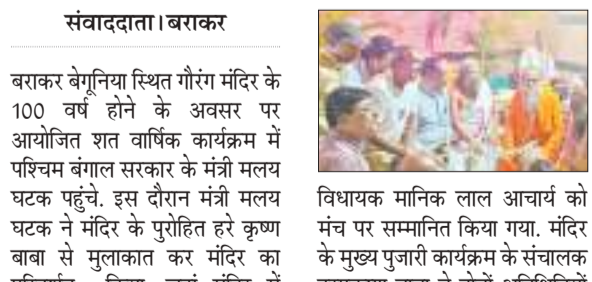 संवाददाता।बराकर
बराकर बेगूनिया स्थित गौरंग मंदिर के
100 वर्ष होने के अवसर पर
आयोजित शत वार्षिक कार्यक्रम में
पश्चिम बंगाल सरकार के मंत्री मलय
घटक पहुंचे. इस दौरान मंत्री मलय
घटक ने मंदिर के पुरोहित हरे कृष्ण
बाबा से मुलाकात कर मंदिर का
विधायक मानिक लाल आचार्य को
मंच पर सम्मानित किया गया. मंदिर
के मुख्य पुजारी कार्यक्रम के संचालक